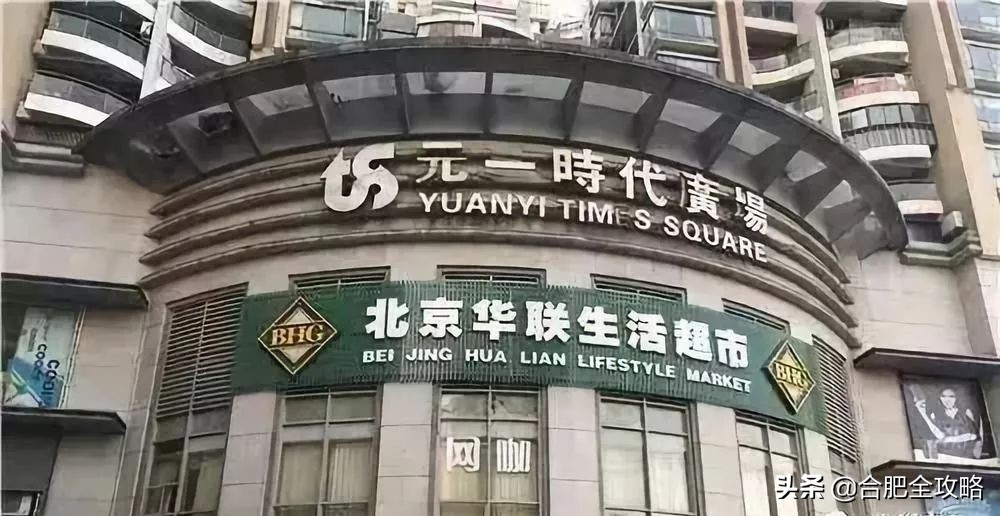 ts 元一時代廣場
YUANYI TIMES SQUARE
BHG 北京华联生活超市 BHG
BEI JING HUA LIAN LIFESTYLE MARKET
网咖
头条 @合肥全攻略